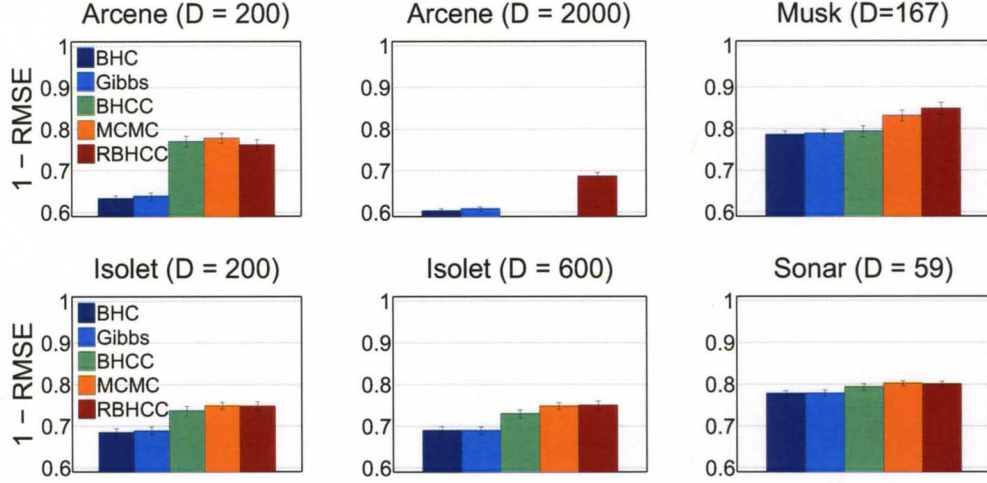 Arcene (D = 200)
1 − RMSE
1
0.9
0.8
0.7
0.6
BHC
Gibbs
BHCC
MCMC
RBHCC
Arcene (D = 2000)
1
0.9
0.8
0.7
0.6
Musk (D=167)
1
0.9
0.8
0.7
0.6
Isolet (D = 200)
1 − RMSE
1
0.9
0.8
0.7
0.6
BHC
Gibbs
BHCC
MCMC
RBHCC
Isolet (D = 600)
1
0.9
0.8
0.7
0.6
Sonar (D = 59)
1
0.9
0.8
0.7
0.6